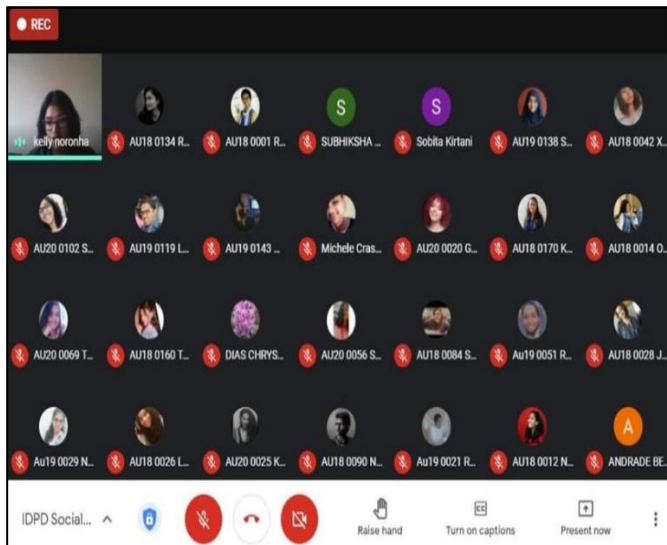 REC
kelly noronha
AU18 0134 R...
AU18 0001 R...
S
SUBHIKSHA ...
S
Sobita Kirtani
AU19 0138 S...
AU18 0042 X...
AU20 0102 S...
AU19 0119 L...
AU19 0143 ...
Michele Cras...
AU20 0020 G...
AU18 0170 K...
AU18 0014 O...
AU20 0069 T...
AU18 0160 T...
DIAS CHRYS...
AU20 0056 S...
AU18 0084 S...
Au19 0051 R...
AU18 0028 J...
Au19 0029 N...
AU18 0026 L...
AU20 0025 K...
AU18 0090 N...
Au19 0021 R...
AU18 0012 N...
A
ANDRADE BE...
IDPD Social...
Raise hand
CC
Turn on captions
Present now